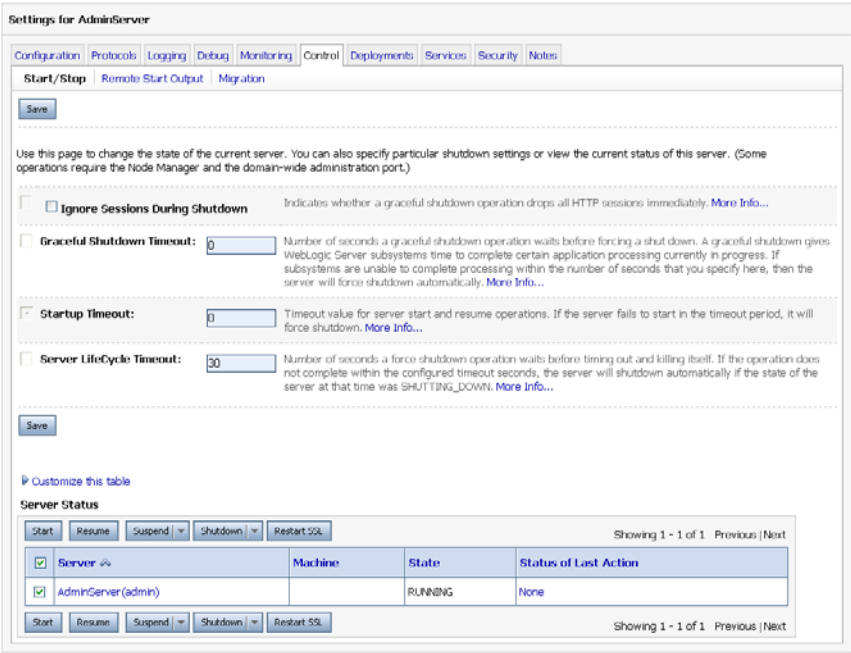 Settings for AdminServer
Configuration Protocols Logging Debug Monitoring Control Deployments Services Security Notes
Start/Stop Remote Start Output Migration
Save
Use this page to change the state of the current server. You can also specify particular shutdown settings or view the current status of this server. (Some
operations require the Node Manager and the domain-wide administration port.)
Ignore Sessions During Shutdown
Indicates whether a graceful shutdown operation drops all HTTP sessions immediately. More Info...
Graceful Shutdown Timeout: 0
Number of seconds a graceful shutdown operation waits before forcing a shut down. A graceful shutdown gives
WebLogic Server subsystems time to complete certain application processing currently in progress. If
subsystems are unable to complete processing within the number of seconds that you specify here, then the
server will force shutdown automatically. More Info...
Startup Timeout: 0
Timeout value for server start and resume operations. If the server fails to start in the timeout period, it will
force shutdown. More Info...
Server LifeCycle Timeout: 30
Number of seconds a force shutdown operation waits before timing out and killing itself. If the operation does
not complete within the configured timeout seconds, the server will shutdown automatically if the state of the
server at that time was SHUTTING_DOWN. More Info...
Save
Customize this table
Server Status
Start Resume Suspend Shutdown Restart SSL Showing 1 - 1 of 1 Previous | Next
Server Machine State Status of Last Action
AdminServer(admin) RUNNING None
Start Resume Suspend Shutdown Restart SSL Showing 1 - 1 of 1 Previous | Next